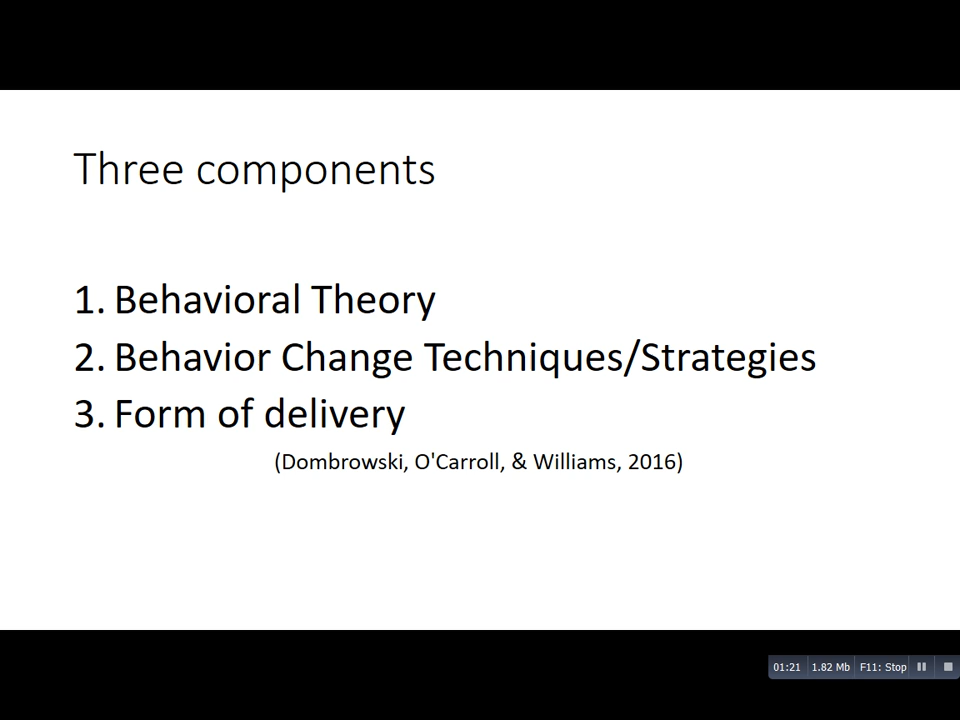 Three components
1. Behavioral Theory
2. Behavior Change Techniques/Strategies
3. Form of delivery
(Dombrowski, O'Carroll, & Williams, 2016)
01:21 1.82 Mb F11: Stop